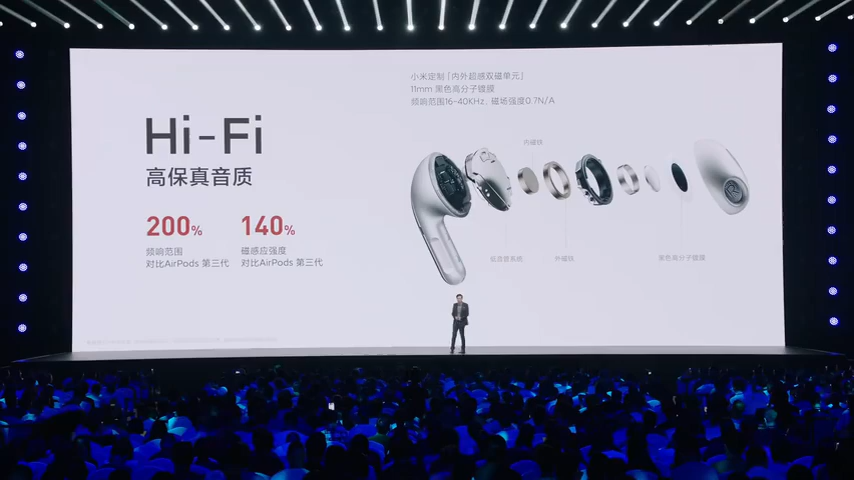 小米定制「内外超感双磁单元」
11mm 黑色高分子镀膜
频响范围16-40KHz，磁场强度0.7N/A
Hi-Fi
高保真音质
200%
频响范围
对比AirPods 第三代
140%
磁感应强度
对比AirPods 第三代
内磁铁
低音音系统
外磁铁
黑色高分子镀膜